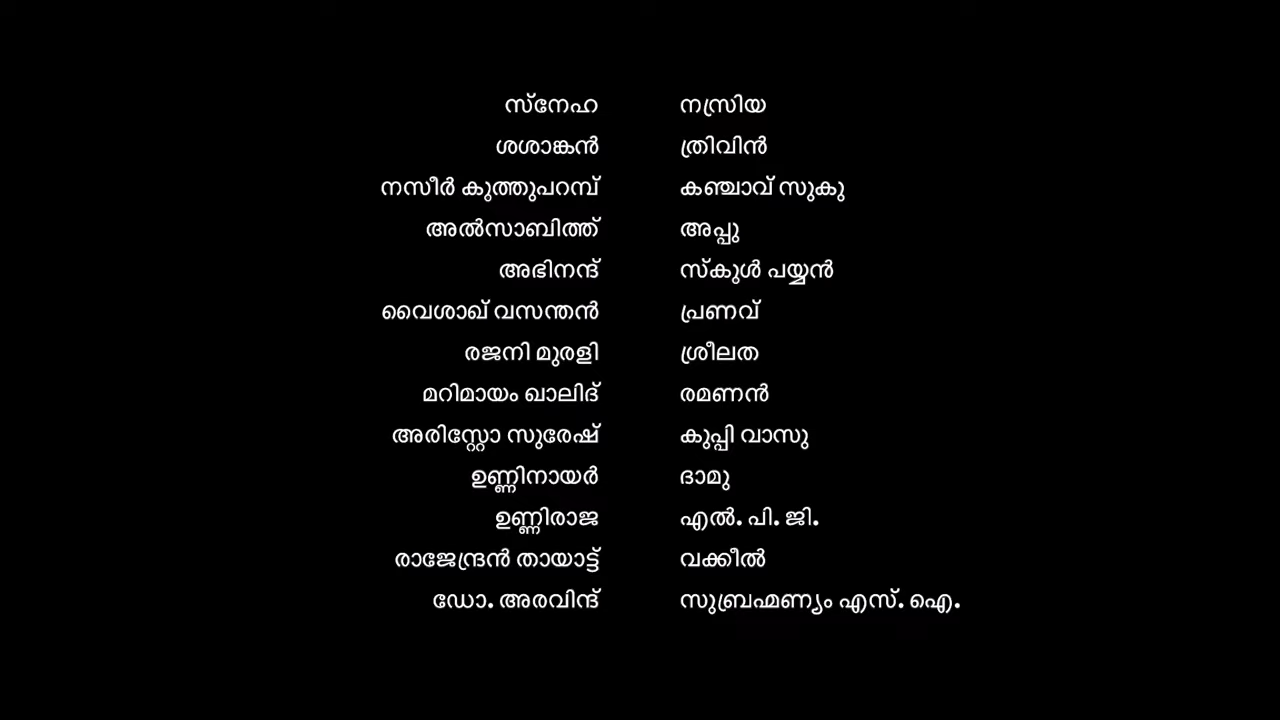 സ്നേഹ നസ്രിയ
ശശാങ്കൻ ത്രിവിൻ
നസീർ കുത്തുപറമ്പ് കഞ്ചാവ് സുകു
അൽസാബിത്ത് അപ്പു
അഭിനന്ദ് സ്കുൾ പയ്യൻ
വൈശാഖ് വസന്തൻ പ്രണവ്
രജനി മുരളി ശ്രീലത
മറിമായം ഖാലിദ് രമണൻ
അരിസ്റ്റോ സുരേഷ് കുപ്പി വാസു
ഉണ്ണിനായർ ദാമു
ഉണ്ണിരാജ എൽ. പി. ജി.
രാജേന്ദ്രൻ തായാട്ട് വക്കീൽ
ഡോ. അരവിന്ദ് സുബ്രഹ്മണ്യം എസ്. ഐ.